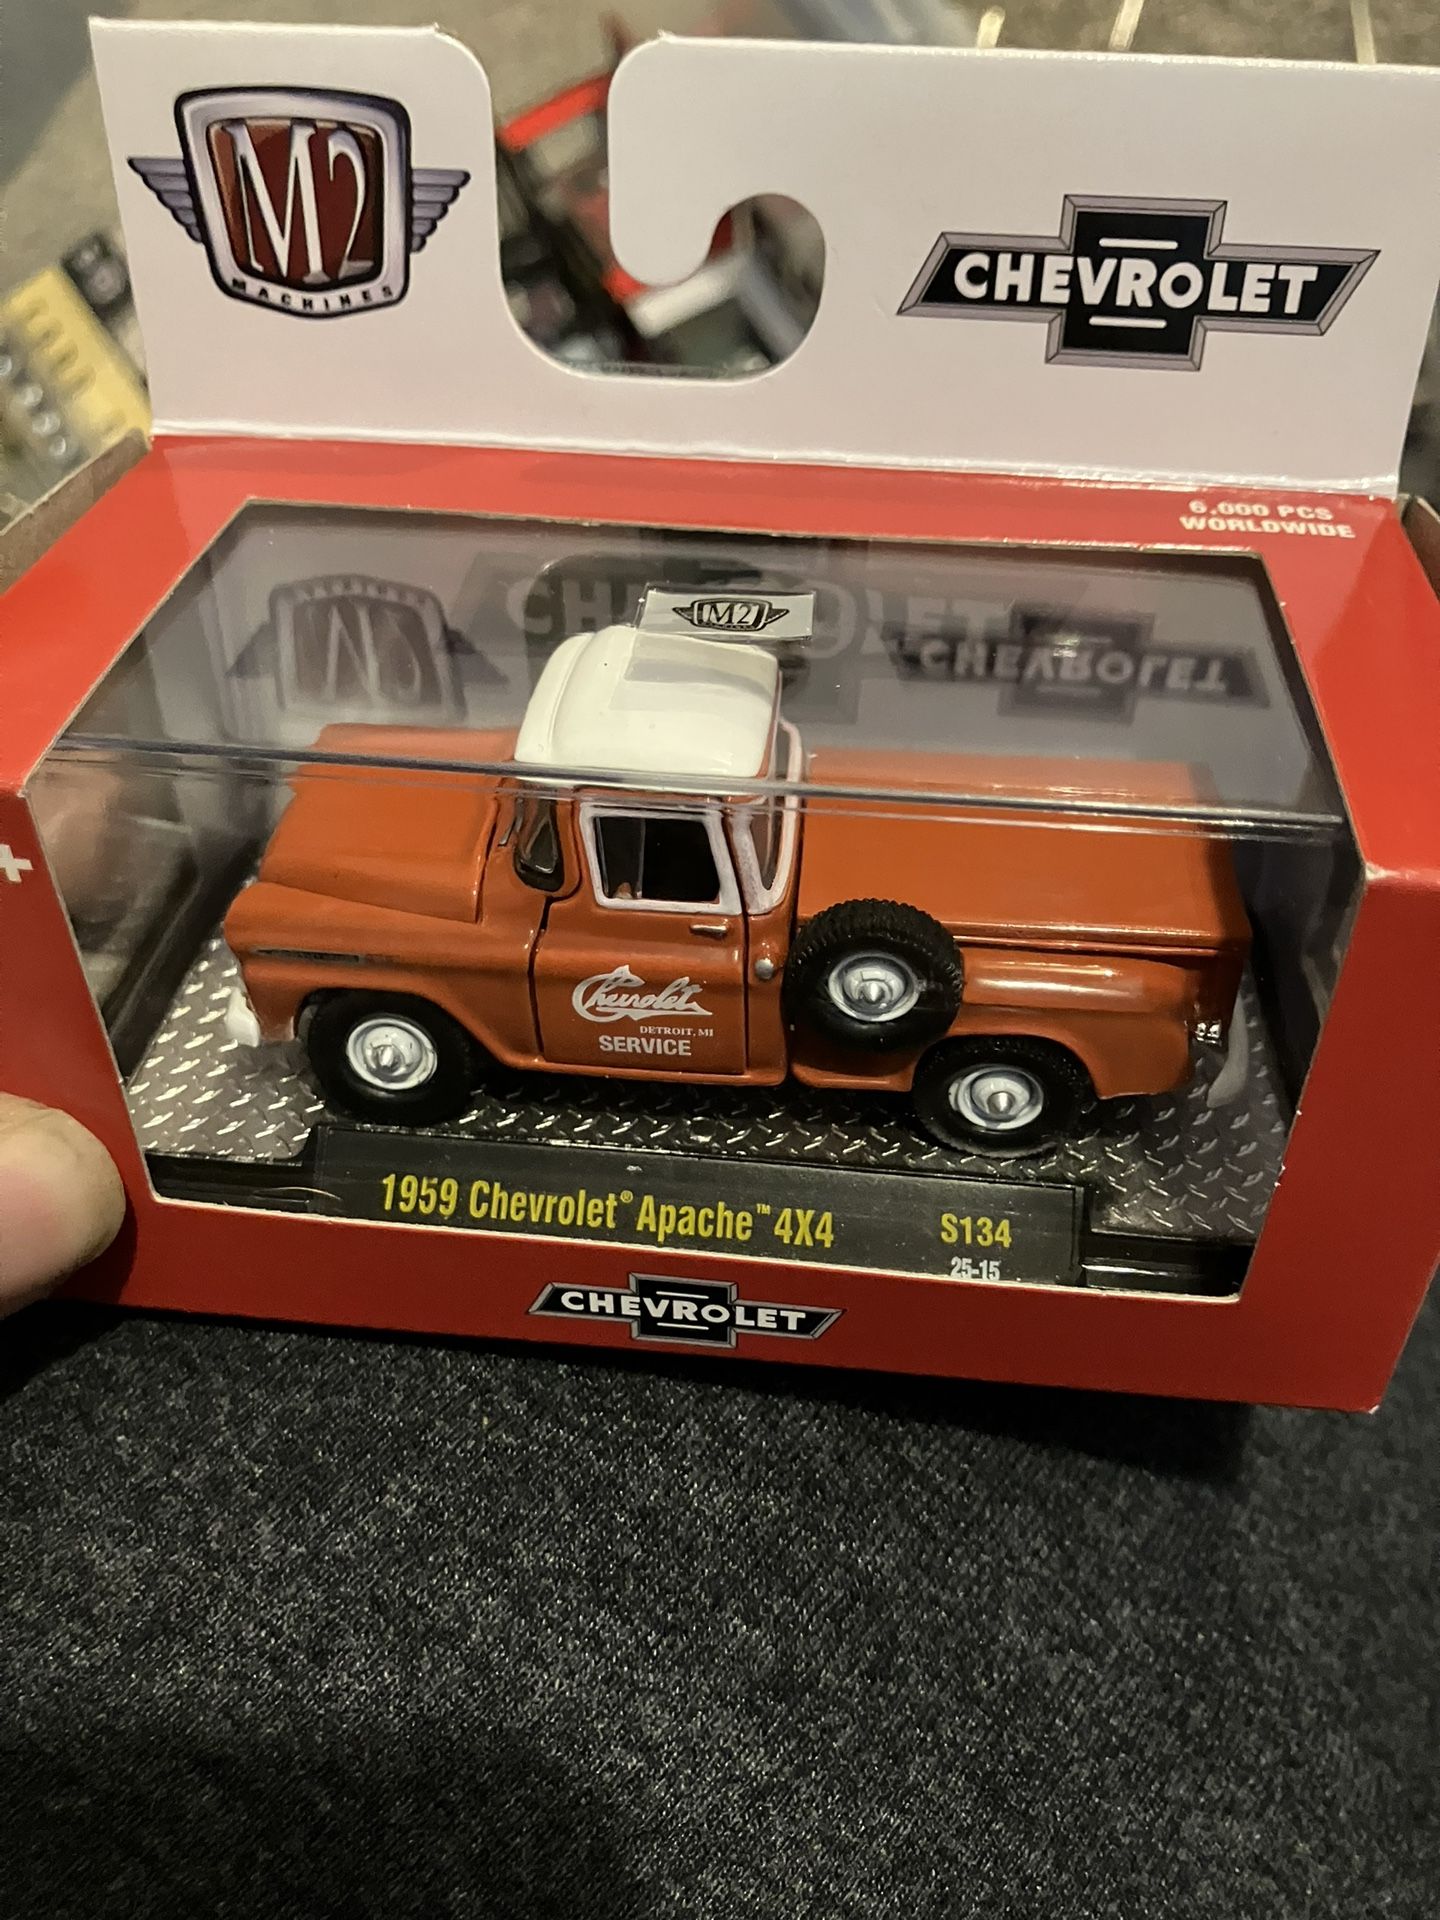 M2
MACHINES
CHEVROLET
6,000 PCS
WORLDWIDE
M2
CHEVROLET
+
Chevrolet
DETROIT, MI
SERVICE
1959 Chevrolet® Apache™ 4X4
S134
25-15
CHEVROLET